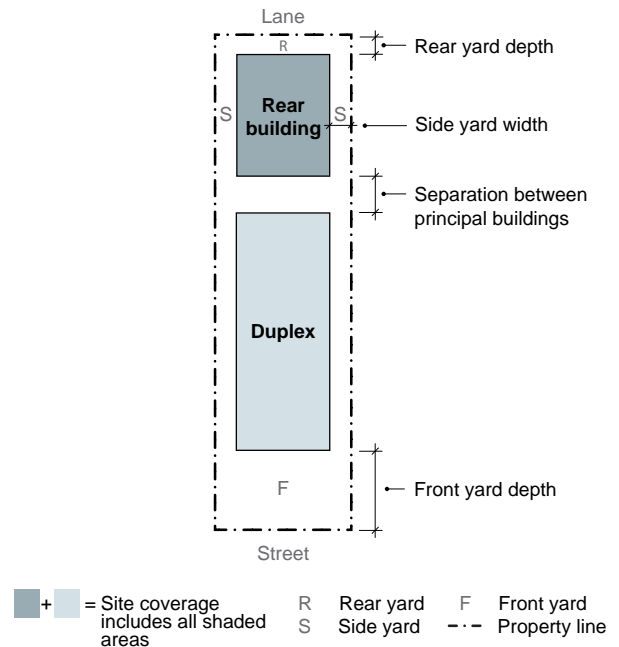 Lane
R
Rear yard depth
S
Rear
building
S
Side yard width
Separation between
principal buildings
Duplex
F
Front yard depth
Street
+ = Site coverage
includes all shaded
areas
R Rear yard
S Side yard
F Front yard
Property line